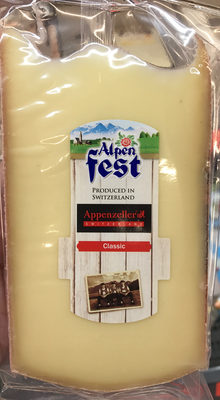 Alpen
fest
PRODUCED IN
SWITZERLAND
Appenzeller
SWITZERLAND
Classic